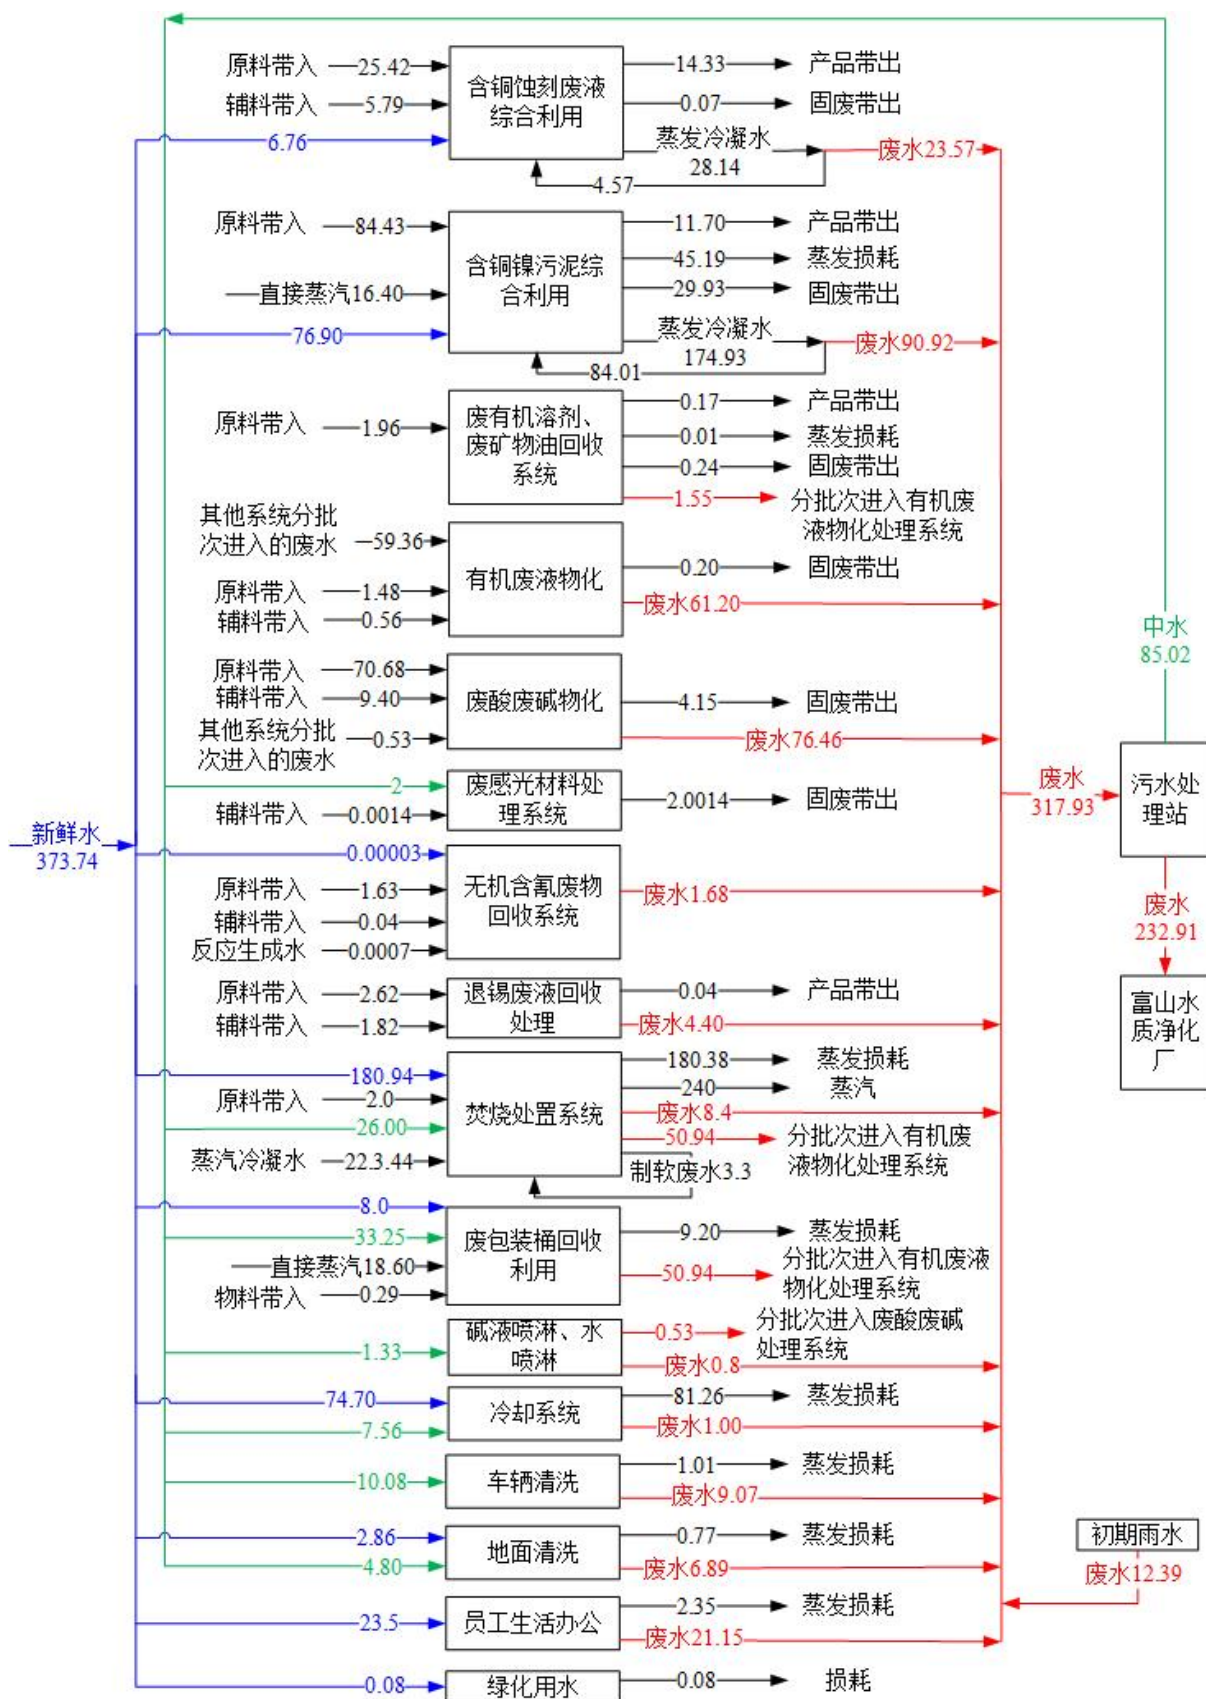 原料带入 25.42
辅料带入 5.79
6.76
含铜蚀刻废液
综合利用
14.33 产品带出
0.07 固废带出
蒸发冷凝水
28.14
废水23.57
4.57
原料带入 84.43
直接蒸汽16.40
76.90
含铜镍污泥综
合利用
11.70 产品带出
45.19 蒸发损耗
29.93 固废带出
蒸发冷凝水
174.93
废水90.92
84.01
原料带入 1.96
废有机溶剂、
废矿物油回收
系统
0.17 产品带出
0.01 蒸发损耗
0.24 固废带出
1.55 分批次进入有机废
液物化处理系统
其他系统分批
次进入的废水
59.36
原料带入 1.48
辅料带入 0.56
有机废液物化
0.20 固废带出
废水61.20
原料带入 70.68
辅料带入 9.40
其他系统分批
次进入的废水
0.53
废酸废碱物化
4.15 固废带出
废水76.46
2
辅料带入 0.0014
废感光材料处
理系统
2.0014 固废带出
新鲜水
373.74
0.00003
原料带入 1.63
辅料带入 0.04
反应生成水 0.0007
无机含氰废物
回收系统
废水1.68
原料带入 2.62
辅料带入 1.82
退锡废液回收
处理
0.04 产品带出
废水4.40
180.94
原料带入 2.0
26.00
蒸汽冷凝水 22.3.44
焚烧处置系统
180.38 蒸发损耗
240 蒸汽
废水8.4
50.94 分批次进入有机废
液物化处理系统
制软废水3.3
8.0
33.25
直接蒸汽18.60
物料带入 0.29
废包装桶回收
利用
9.20 蒸发损耗
50.94 分批次进入有机废液
物化处理系统
1.33
碱液喷淋、水
喷淋
0.53 分批次进入废酸废碱
处理系统
废水0.8
74.70
7.56
冷却系统
81.26 蒸发损耗
废水1.00
10.08
车辆清洗
1.01 蒸发损耗
废水9.07
2.86
4.80
地面清洗
0.77 蒸发损耗
废水6.89
23.5
员工生活办公
2.35 蒸发损耗
废水21.15
0.08
绿化用水
0.08 损耗
中水
85.02
废水
317.93
污水处
理站
废水
232.91
富山水
质净化
厂
初期雨水
废水12.39